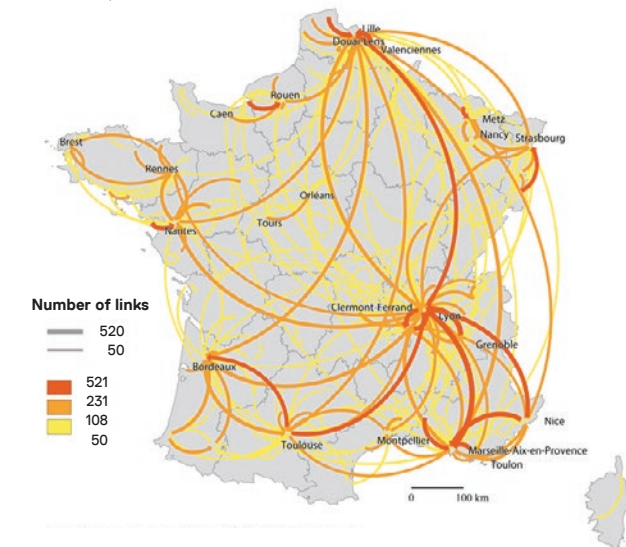 Lille
Douai-Lens
Valenciennes
Rouen
Caen
Metz
Nancy
Strasbourg
Brest
Rennes
Orléans
Tours
Nantes
Number of links
520
50
521
231
108
50
Clermont-Ferrand
Lyon
Grenoble
Bordeaux
Nice
Toulouse
Montpellier
Marseille-Aix-en-Provence
Toulon
0 100 km